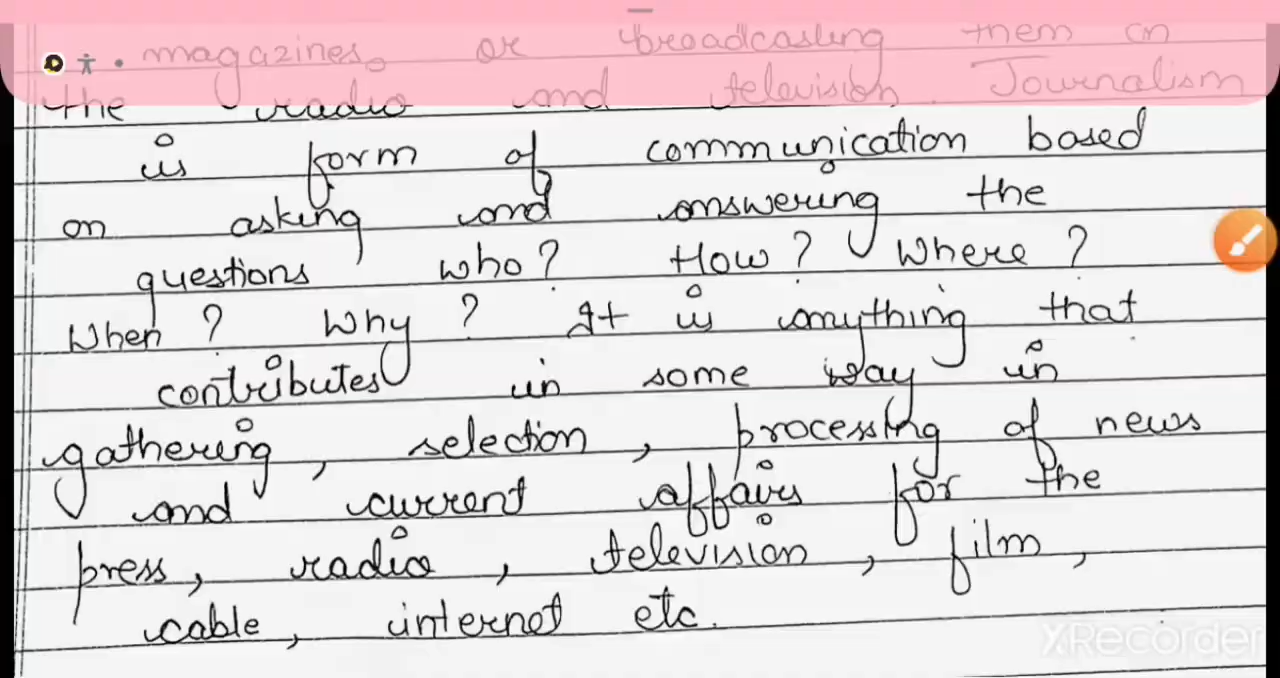 magazines. or broadcasting them on
the radio and television. Journalism
is form of communication based
on asking and answering the
questions who? How? Where?
When? Why? It is anything that
contributes in some way in
gathering, selection, processing of news
and current affairs for the
press, radio, television, film,
cable, internet etc.
XRecorder